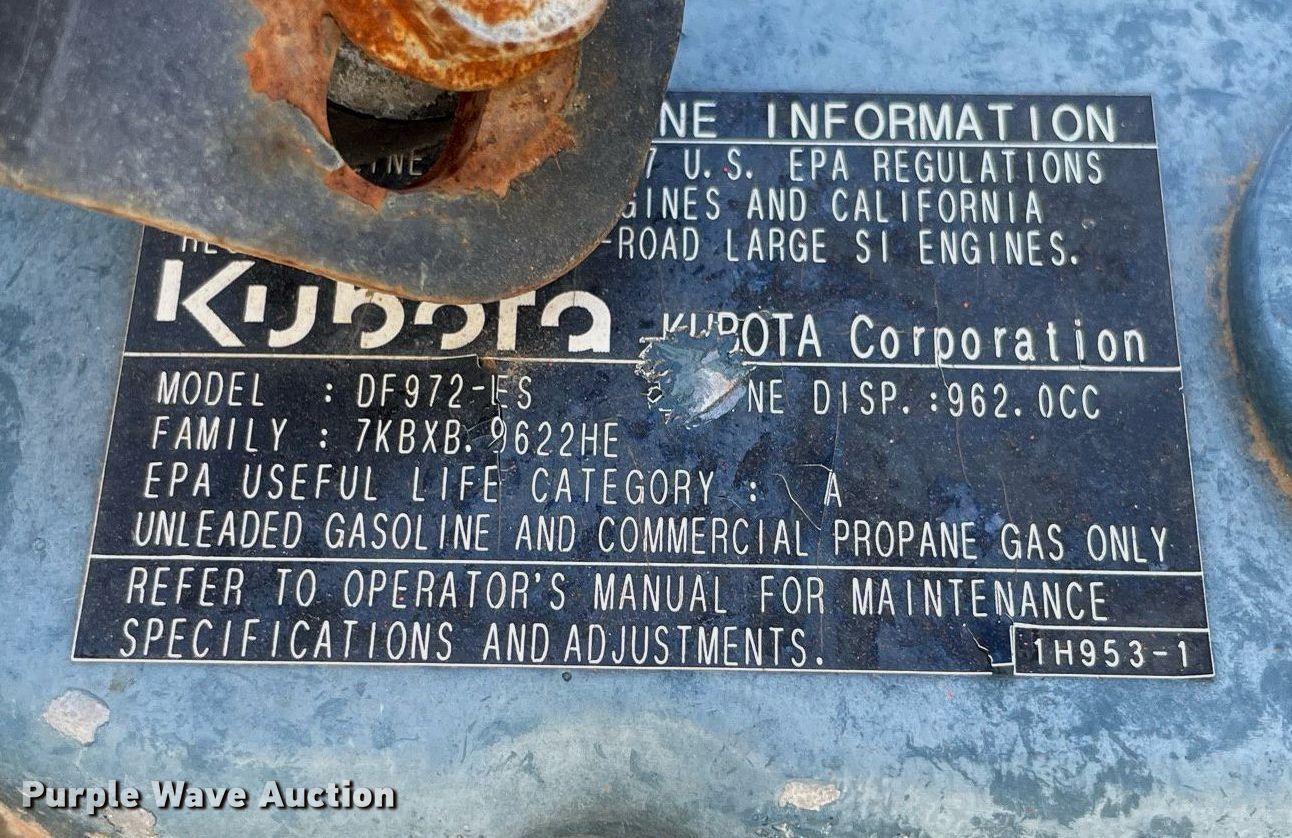 NE INFORMATION
INE 7 U.S. EPA REGULATIONS
GINES AND CALIFORNIA
-ROAD LARGE SI ENGINES.
Kubota KUBOTA Corporation
MODEL : DF972-ES NE DISP.:962.0CC
FAMILY : 7KBXB.9622HE
EPA USEFUL LIFE CATEGORY : A
UNLEADED GASOLINE AND COMMERCIAL PROPANE GAS ONLY
REFER TO OPERATOR'S MANUAL FOR MAINTENANCE
SPECIFICATIONS AND ADJUSTMENTS.
1H953-1
Purple Wave Auction